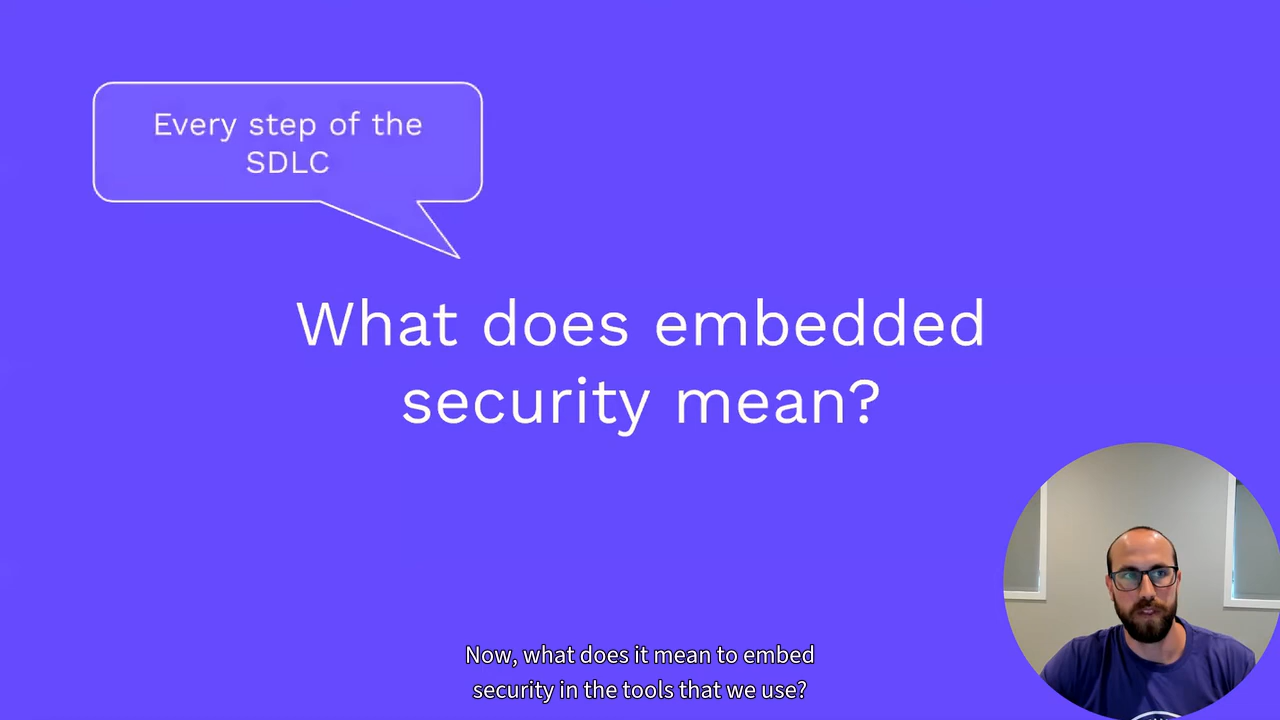 Every step of the
SDLC
What does embedded
security mean?
Now, what does it mean to embed
security in the tools that we use?